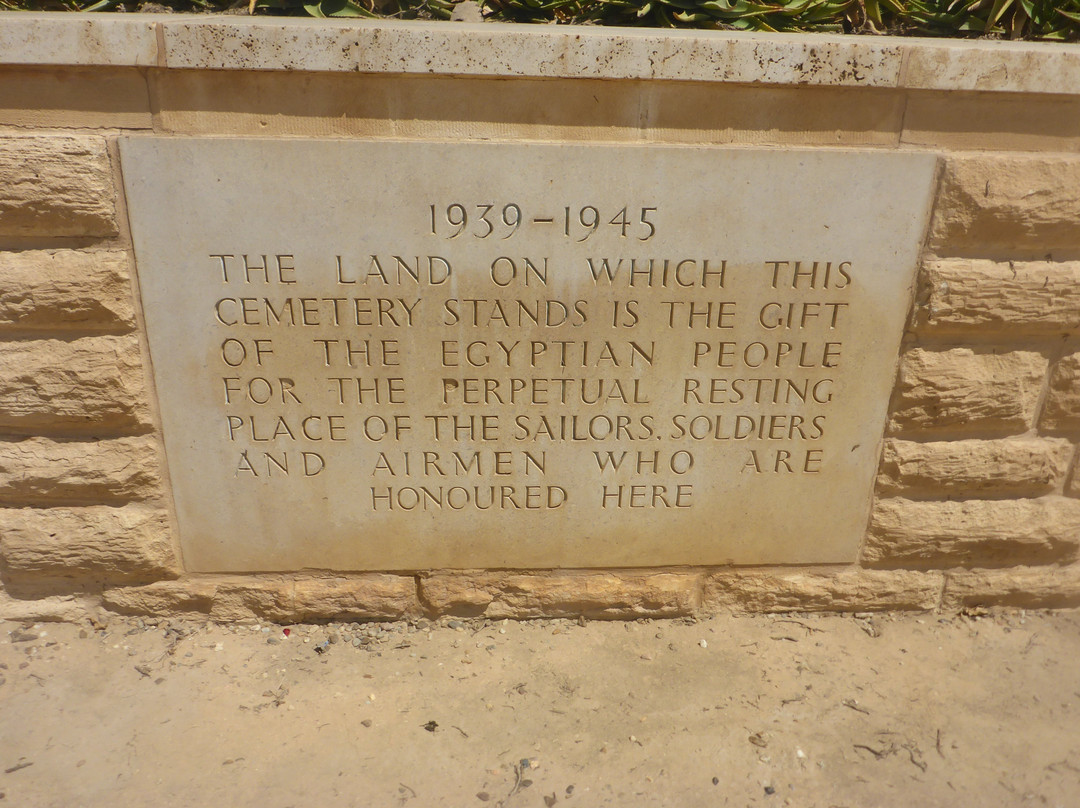 1939-1945
THE LAND ON WHICH THIS
CEMETERY STANDS IS THE GIFT
OF THE EGYPTIAN PEOPLE
FOR THE PERPETUAL RESTING
PLACE OF THE SAILORS. SOLDIERS
AND AIRMEN WHO ARE
HONOURED HERE